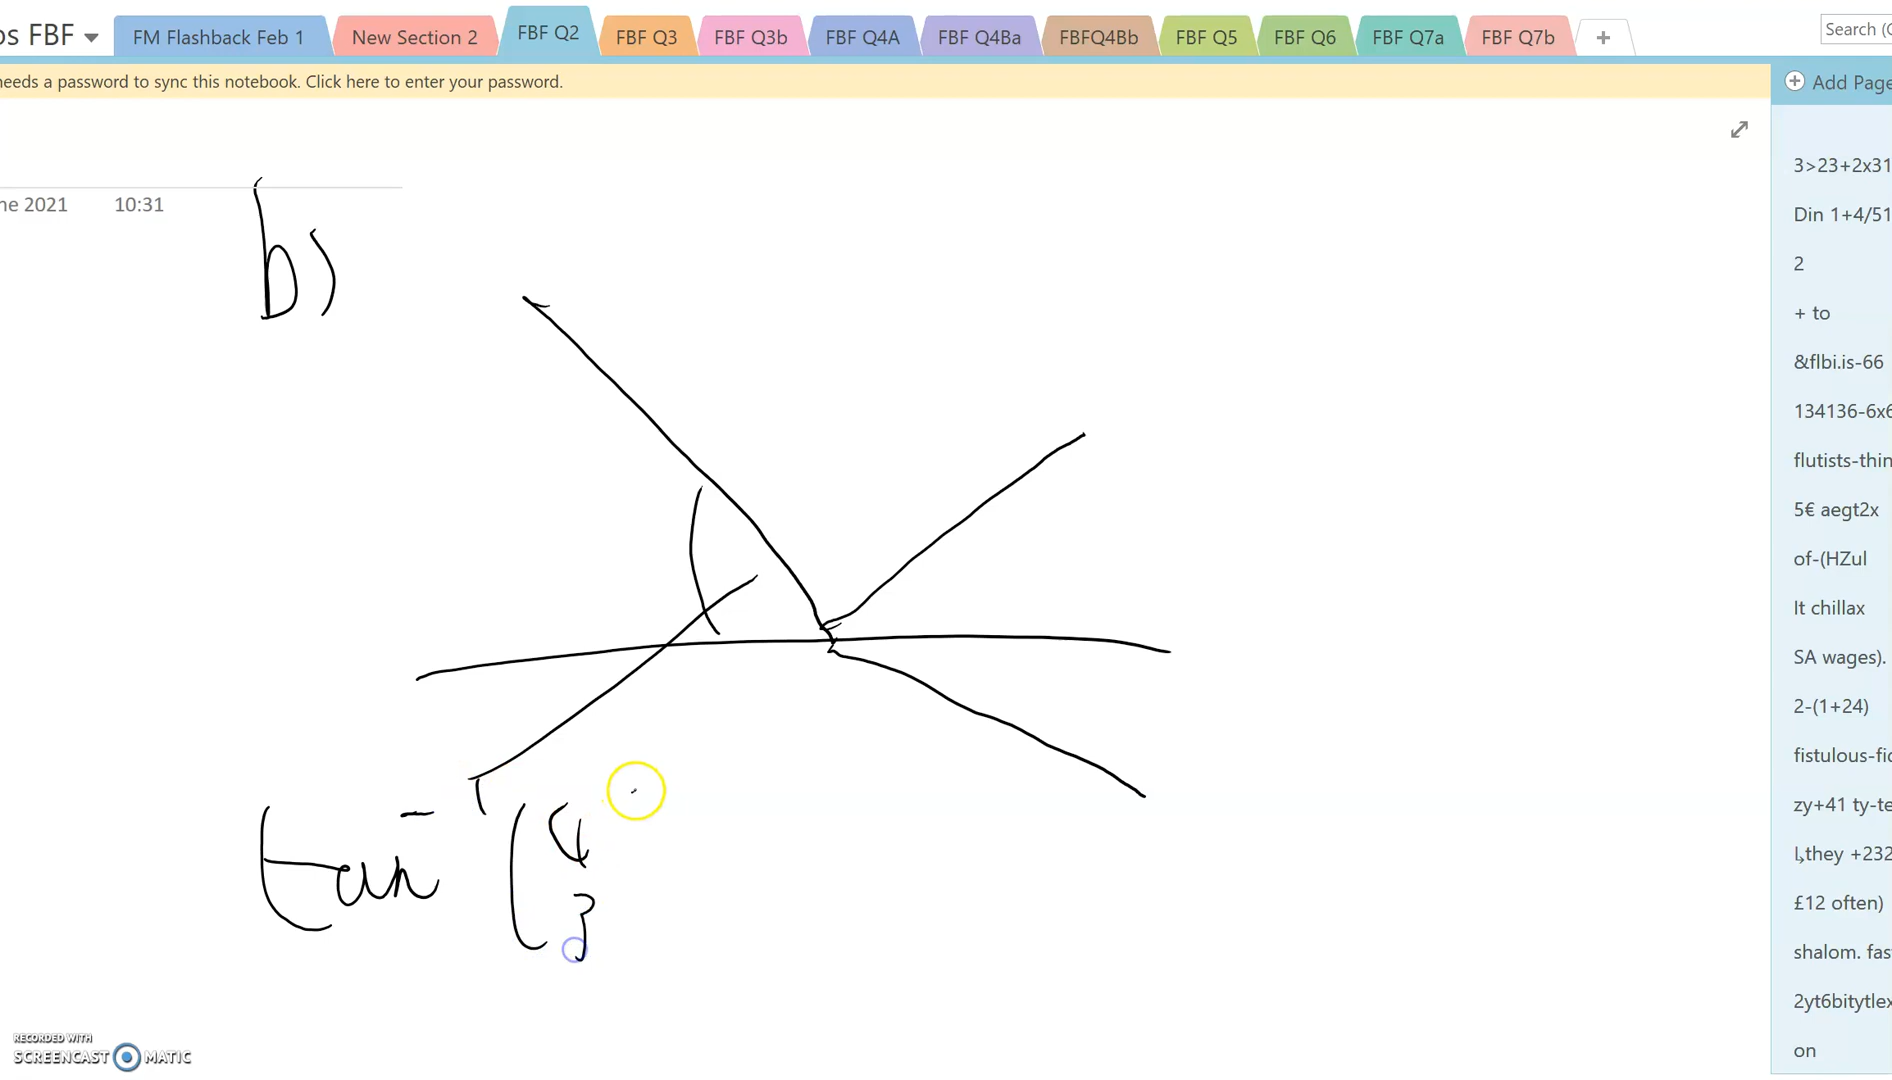 os FBF
FM Flashback Feb 1
New Section 2
FBF Q2
FBF Q3
FBF Q3b
FBF Q4A
FBF Q4Ba
FBFQ4Bb
FBF Q5
FBF Q6
FBF Q7a
FBF Q7b
+
Search (C
needs a password to sync this notebook. Click here to enter your password.
Add Page
ne 2021 10:31
b)
tan⁻¹ (4
3
3>23+2x31
Din 1+4/51
2
+ to
&flbi.is-66
134136-6x6
flutists-thin
5€ aegt2x
of-(HZul
It chillax
SA wages).
2-(1+24)
fistulous-fic
zy+41 ty-te
they +232
£12 often)
shalom. fas
2yt6bitytlex
on
RECORDED WITH
SCREENCAST MATIC